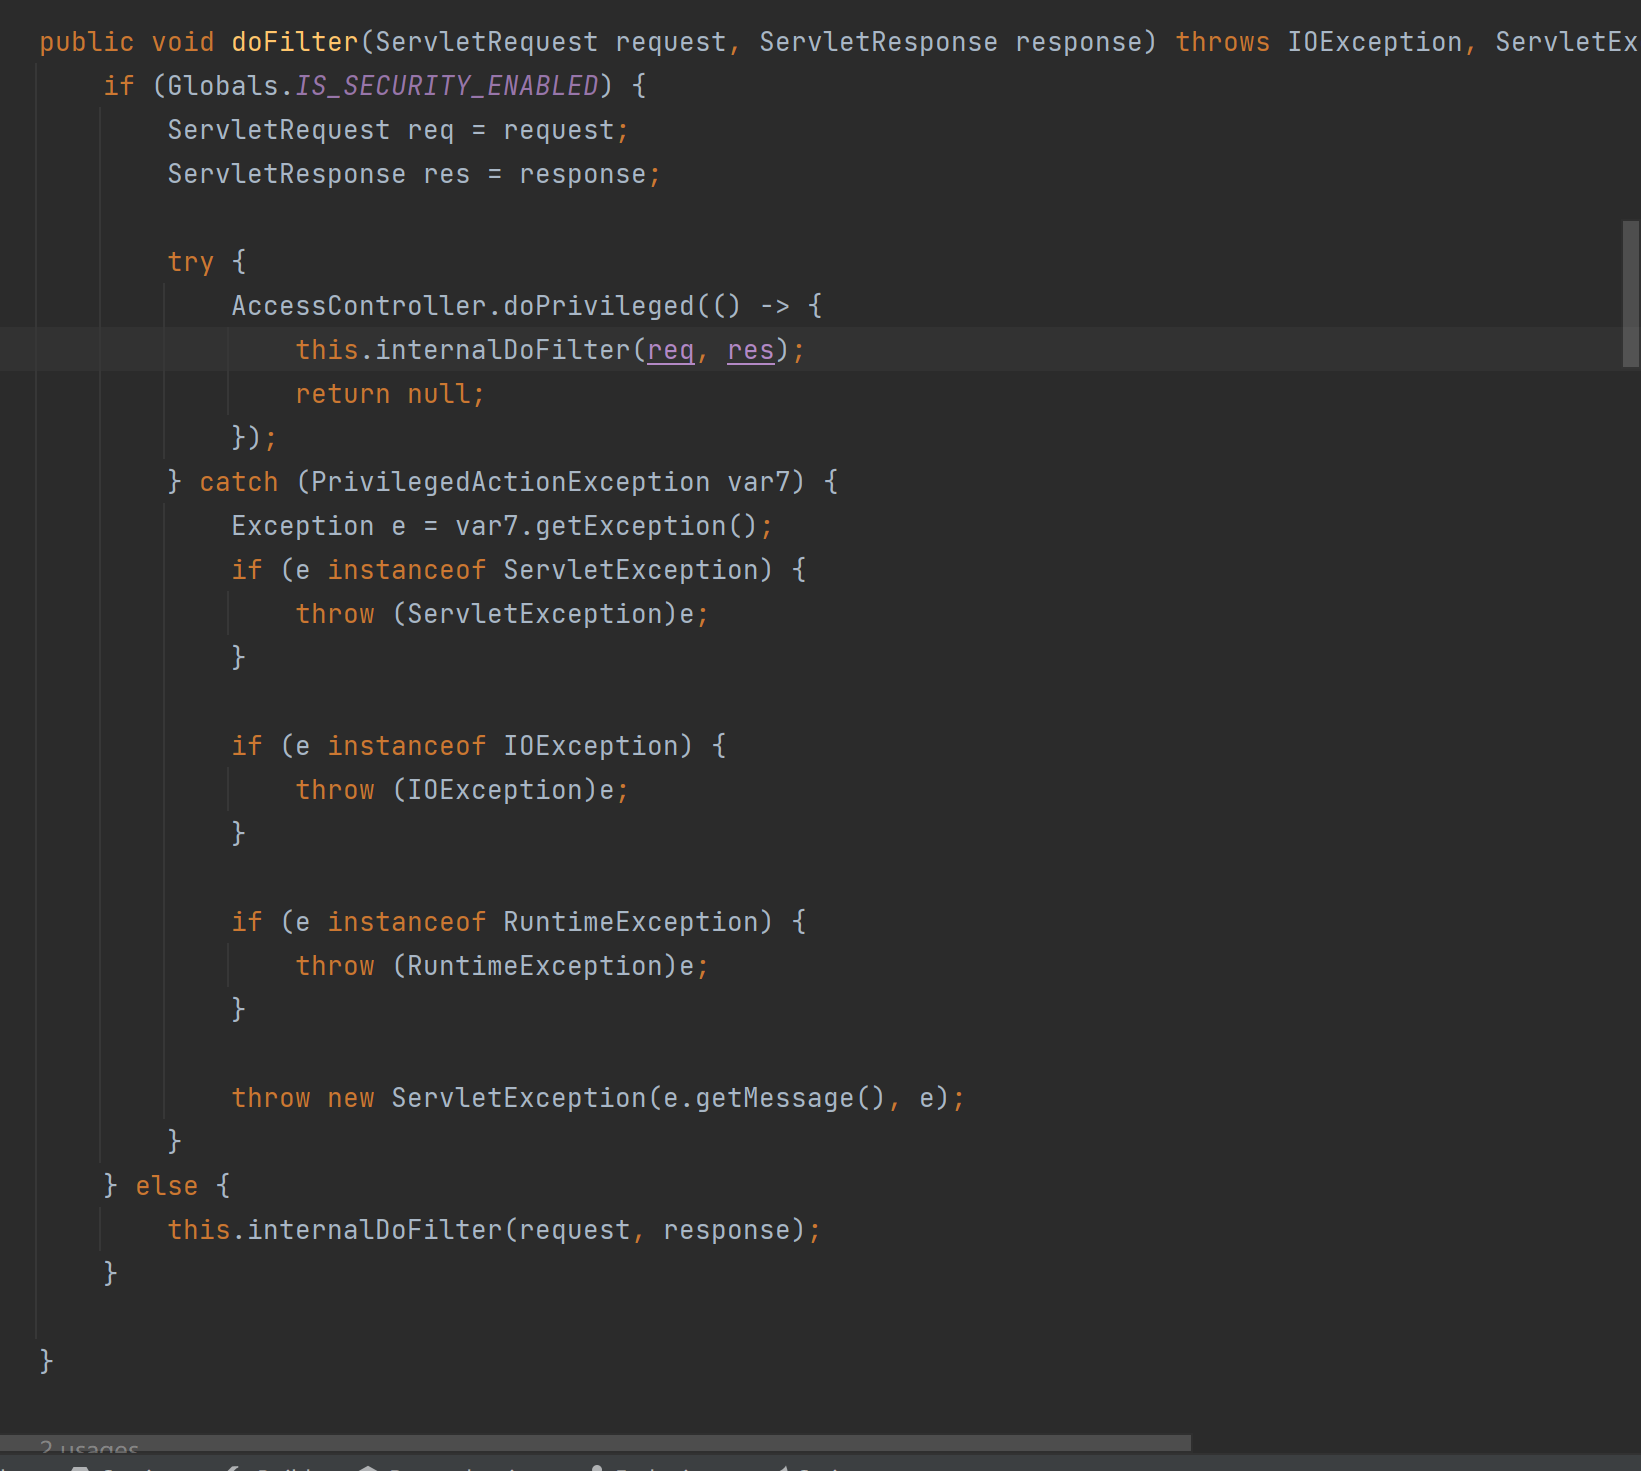 public void doFilter(ServletRequest request, ServletResponse response) throws IOException, ServletEx
if (Globals.IS_SECURITY_ENABLED) {
ServletRequest req = request;
ServletResponse res = response;
try {
AccessController.doPrivileged(() -> {
this.internalDoFilter(req, res);
return null;
});
} catch (PrivilegedActionException var7) {
Exception e = var7.getException();
if (e instanceof ServletException) {
throw (ServletException)e;
}
if (e instanceof IOException) {
throw (IOException)e;
}
if (e instanceof RuntimeException) {
throw (RuntimeException)e;
}
throw new ServletException(e.getMessage(), e);
}
} else {
this.internalDoFilter(request, response);
}
}
2 usages